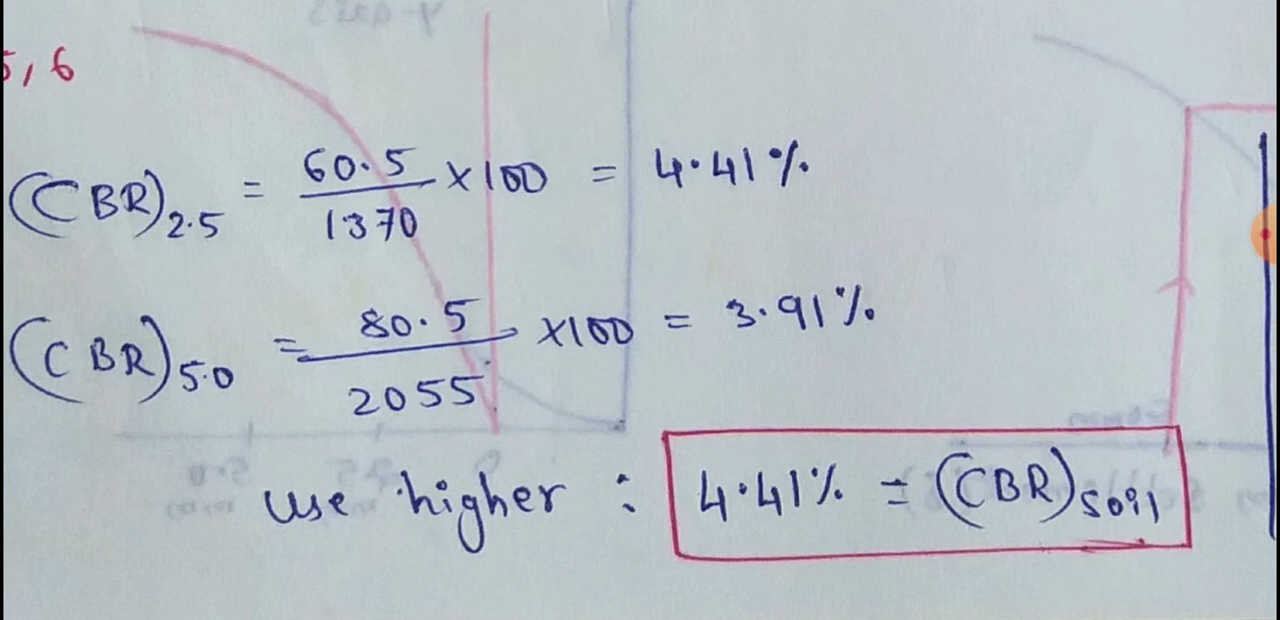 5, 6
(CBR)2.5 = 60.5/1370 × 100 = 4.41%
(CBR)5.0 = 80.5/2055 × 100 = 3.91%
use higher : 4.41% = (CBR)soil